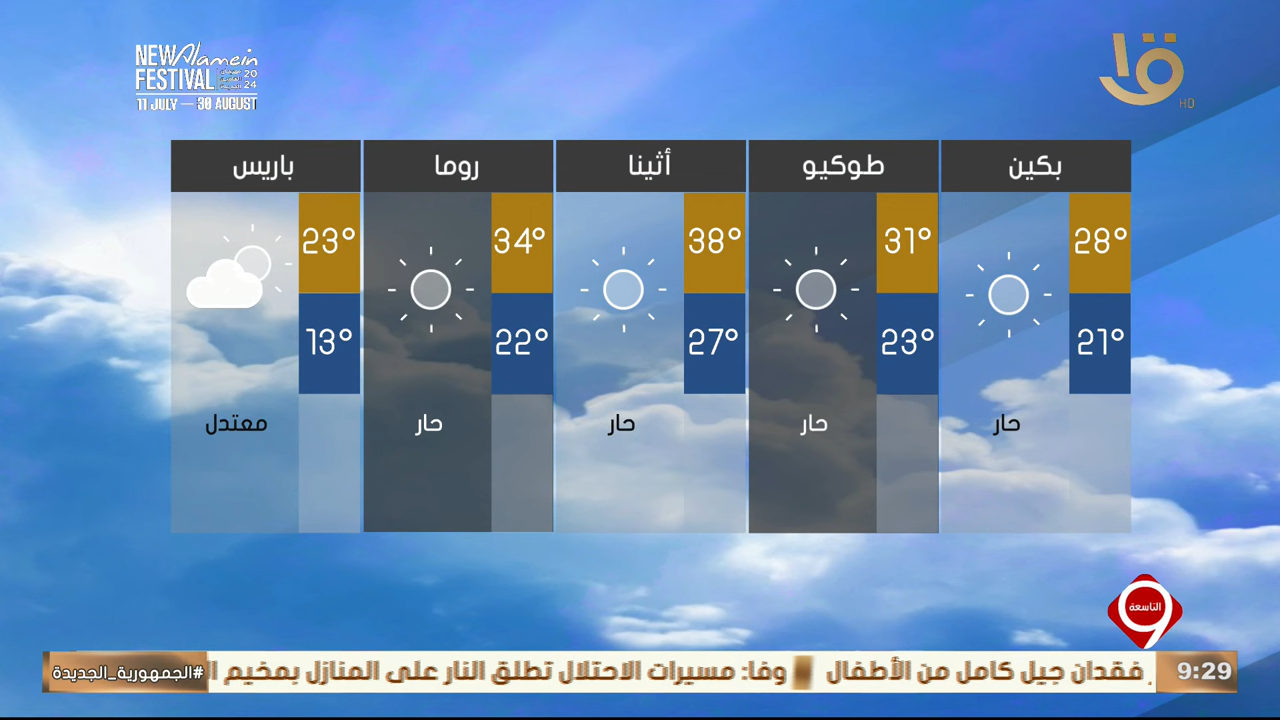 NEW Alamein
FESTIVAL 2024
11 JULY — 30 AUGUST
HD
بكين
28°
21°
حار
طوكيو
31°
23°
حار
أثينا
38°
27°
حار
روما
34°
22°
حار
باريس
23°
13°
معتدل
التاسعة
9
9:29
فقدان جيل كامل من الأطفال
وفا: مسيرات الاحتلال تطلق النار على المنازل بمخيم
#الجمهورية_الجديدة